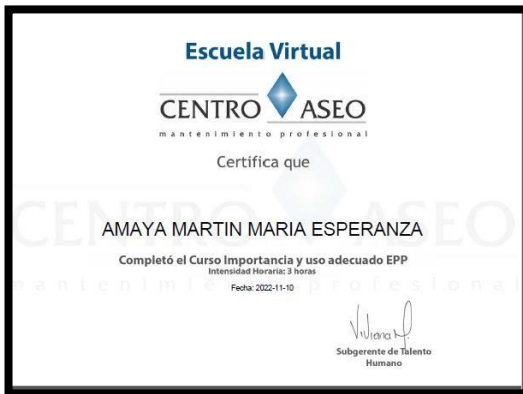 Escuela Virtual
CENTRO ASEO
mantenimiento profesional
Certifica que
AMAYA MARTIN MARIA ESPERANZA
Completó el Curso Importancia y uso adecuado EPP
Intensidad Horaria: 3 horas
Fecha: 2022-11-10
Viviana M.
Subgerente de Talento
Humano